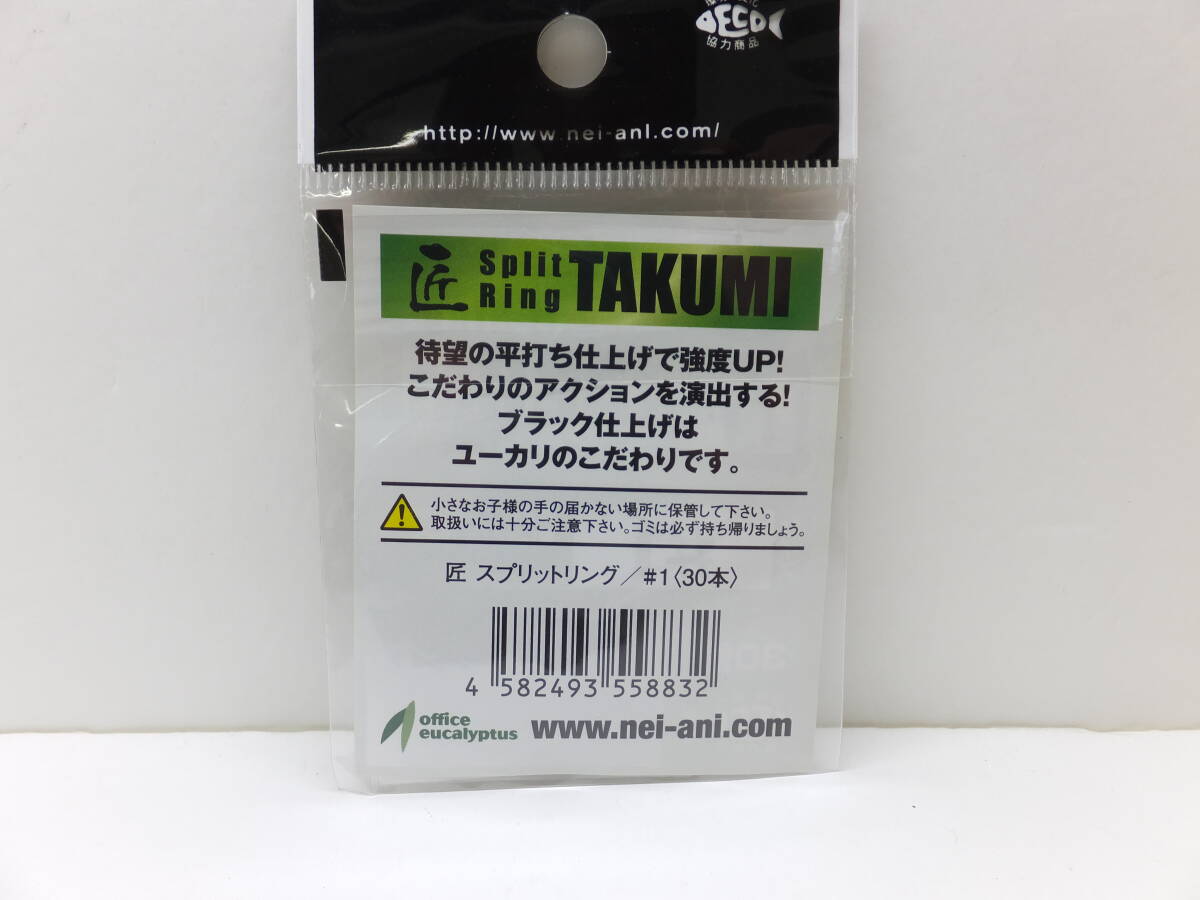 ECO
協力商品
http://www.nei-ani.com/
匠 Split Ring TAKUMI
待望の平打ち仕上げで強度UP!
こだわりのアクションを演出する!
ブラック仕上げは
ユーカリのこだわりです。
小さなお子様の手の届かない場所に保管して下さい。
取扱いには十分ご注意下さい。ゴミは必ず持ち帰りましょう。
匠 スプリットリング/#1〈30本〉
4 582493 558832
office
eucalyptus
www.nei-ani.com